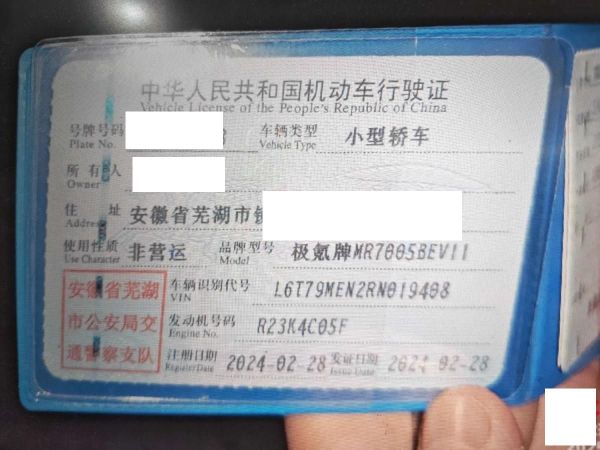 中华人民共和国机动车行驶证
Vehicle License of the People's Republic of China
号牌号码 车辆类型 小型轿车
Plate No. Vehicle Type
所有人
Owner
住址 安徽省芜湖市镜
Address
使用性质 非营运 品牌型号 极氪牌MR7005BEV11
Use Character Model
安徽省芜湖 车辆识别代号 L6T79MEN2RN019408
VIN
市公安局交 发动机号码 R23K4C05F
Engine No.
通警察支队 注册日期 2024-02-28 发证日期 2024-02-28
Register Date Issue Date